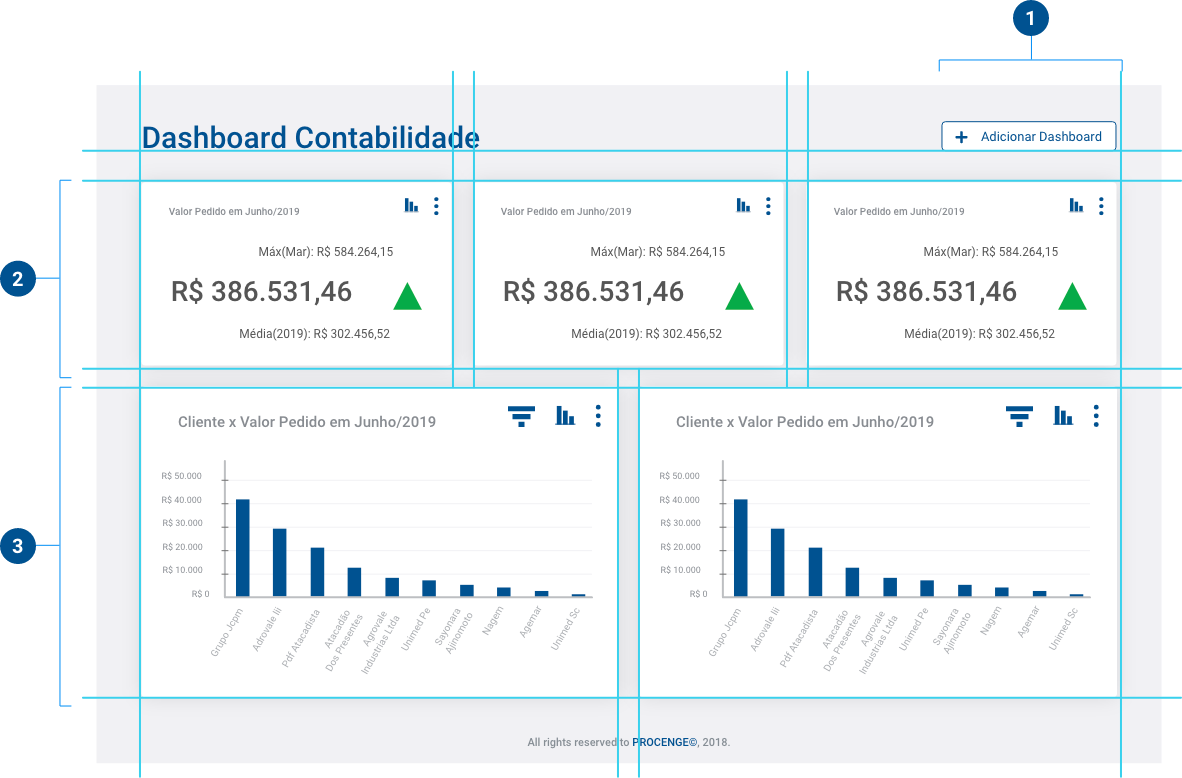 1
Dashboard Contabilidade
+ Adicionar Dashboard
2
Valor Pedido em Junho/2019
Máx(Mar): R$ 584.264,15
R$ 386.531,46
Média(2019): R$ 302.456,52
Valor Pedido em Junho/2019
Máx(Mar): R$ 584.264,15
R$ 386.531,46
Média(2019): R$ 302.456,52
Valor Pedido em Junho/2019
Máx(Mar): R$ 584.264,15
R$ 386.531,46
Média(2019): R$ 302.456,52
3
Cliente x Valor Pedido em Junho/2019
R$ 50.000
R$ 40.000
R$ 30.000
R$ 20.000
R$ 10.000
R$ 0
Grupo Jcpm
Adrovale Iii
Pdf Atacadista
Atacadão
Dos Presentes
Agrovale
Industrias Ltda
Unimed Pe
Sayonara
Ajinomoto
Nagem
Agemar
Unimed Sc
Cliente x Valor Pedido em Junho/2019
R$ 50.000
R$ 40.000
R$ 30.000
R$ 20.000
R$ 10.000
R$ 0
Grupo Jcpm
Adrovale Iii
Pdf Atacadista
Atacadão
Dos Presentes
Agrovale
Industrias Ltda
Unimed Pe
Sayonara
Ajinomoto
Nagem
Agemar
Unimed Sc
All rights reserved to PROCENGE©, 2018.